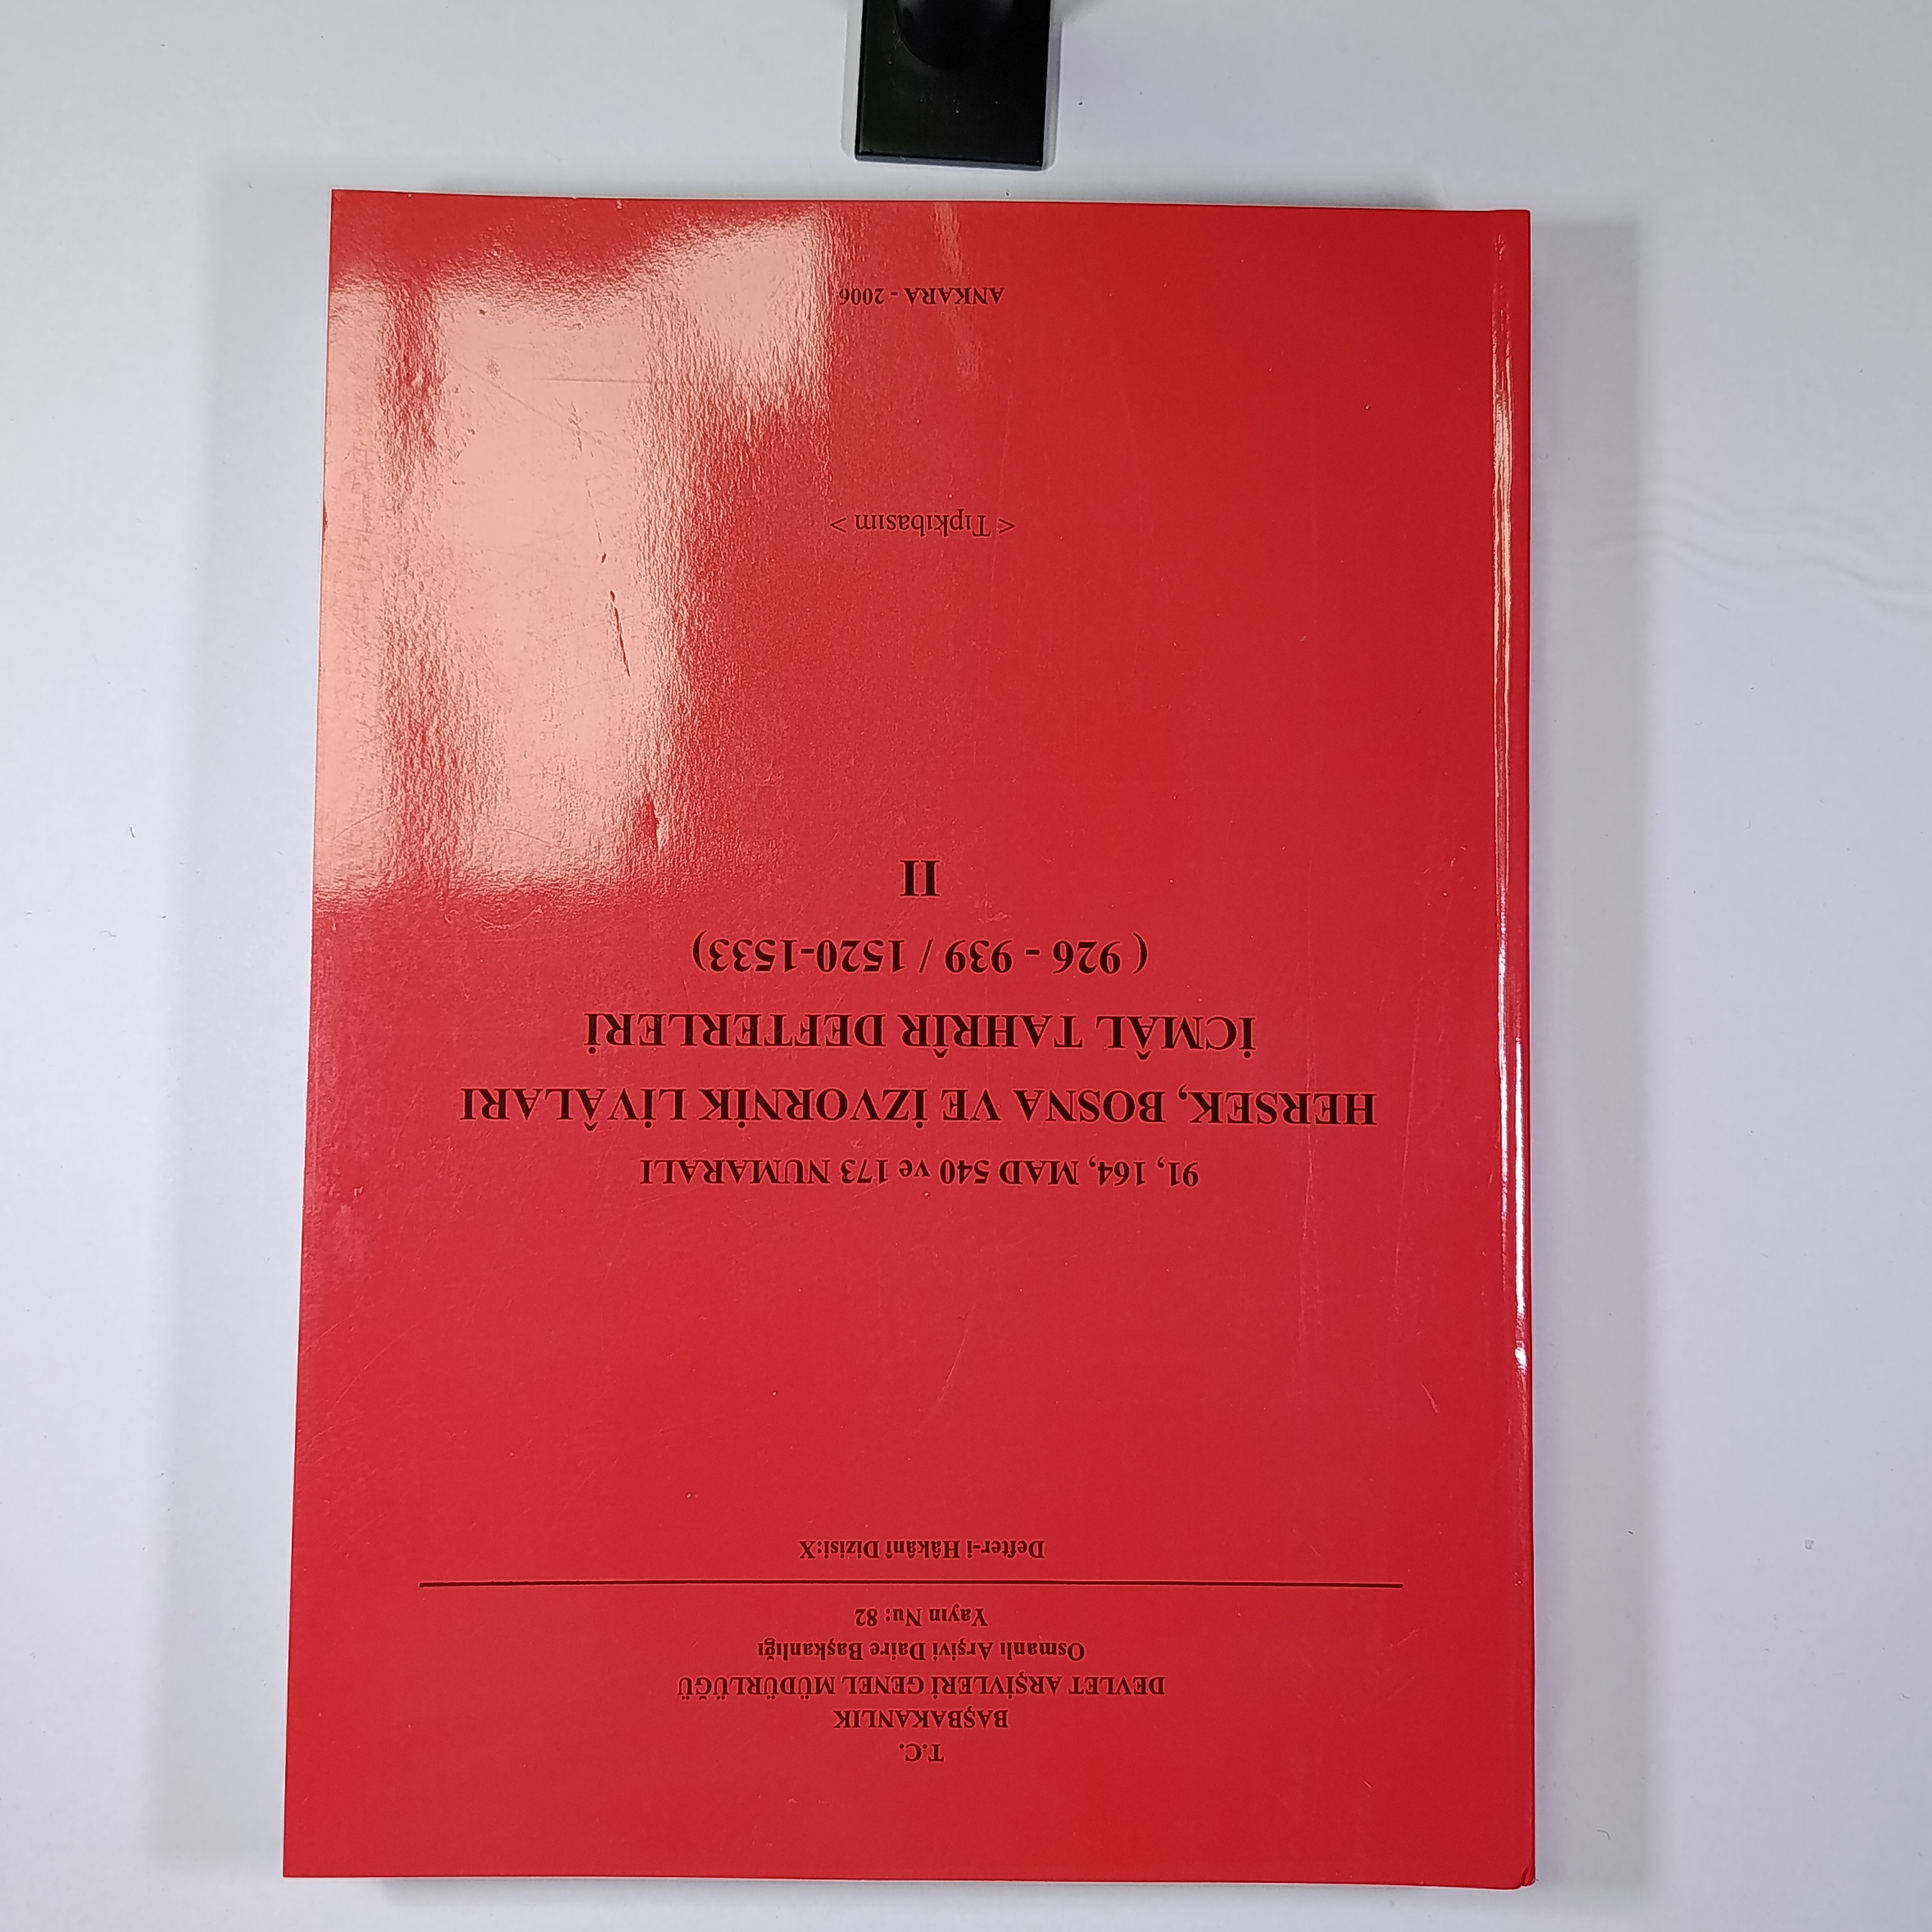 T.C.
BAŞBAKANLIK
DEVLET ARŞİVLERİ GENEL MÜDÜRLÜĞÜ
Osmanlı Arşivi Daire Başkanlığı
Yayın Nu: 82
Defter-i Hâkânî Dizisi:X
91, 164, MAD 540 ve 173 NUMARALI
HERSEK, BOSNA VE İZVORNİK LİVÂLARI
İCMÂL TAHRÎR DEFTERLERİ
( 926 - 939 / 1520-1533)
II
< Tıpkıbasım >
ANKARA - 2006